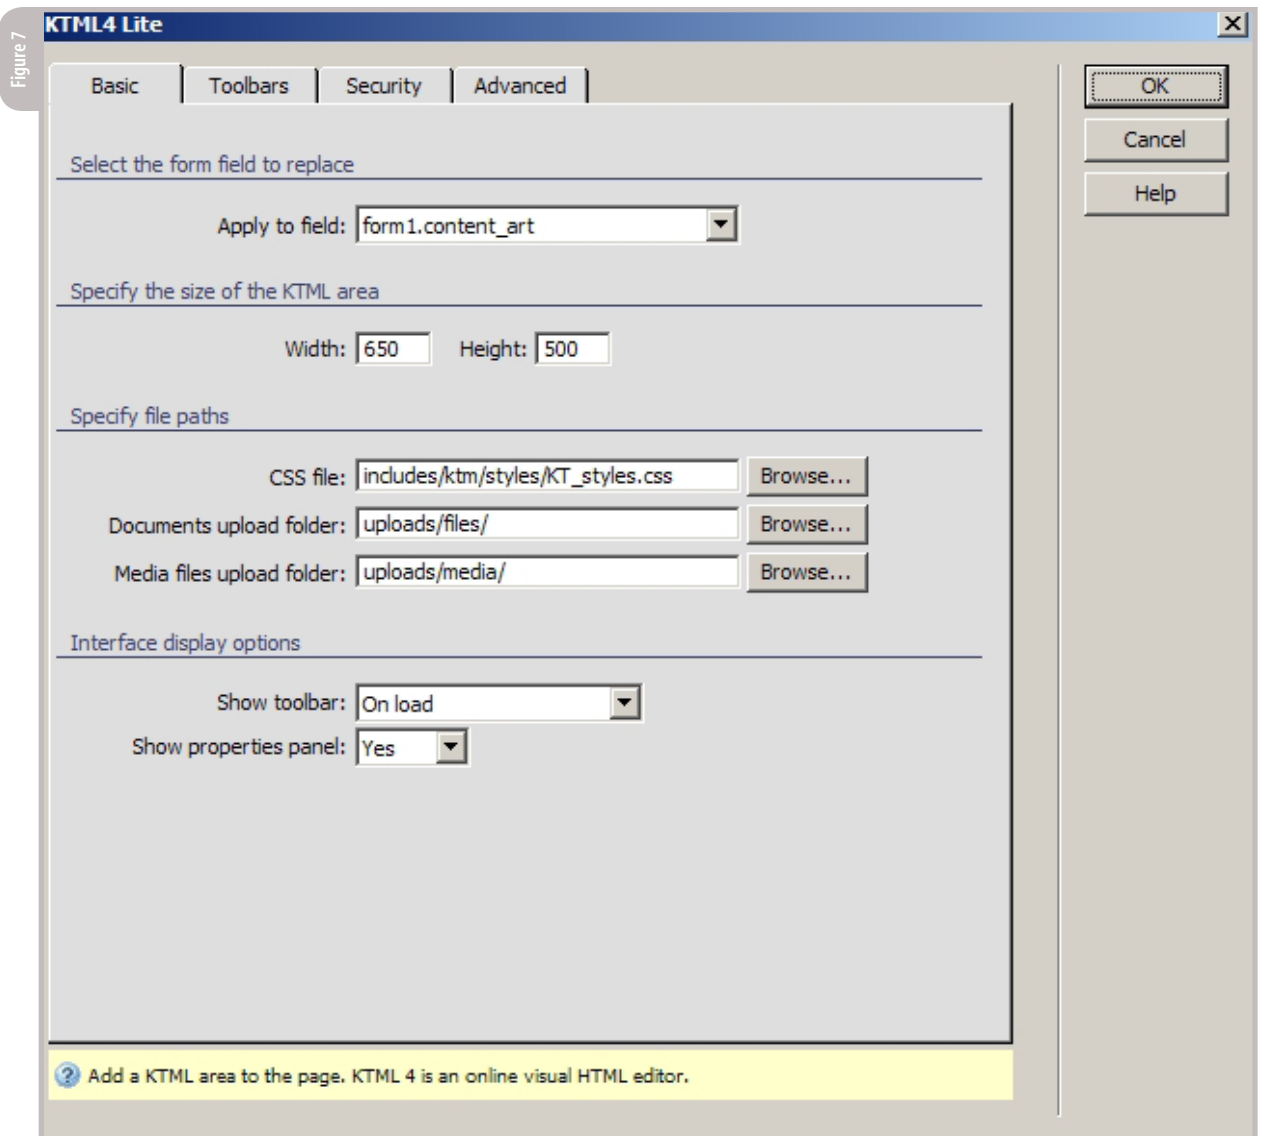 Figure 7
KTML4 Lite
Basic Toolbars Security Advanced
OK
Cancel
Help
Select the form field to replace
Apply to field: form1.content_art
Specify the size of the KTML area
Width: 650 Height: 500
Specify file paths
CSS file: includes/ktm/styles/KT_styles.css Browse...
Documents upload folder: uploads/files/ Browse...
Media files upload folder: uploads/media/ Browse...
Interface display options
Show toolbar: On load
Show properties panel: Yes
Add a KTML area to the page. KTML 4 is an online visual HTML editor.